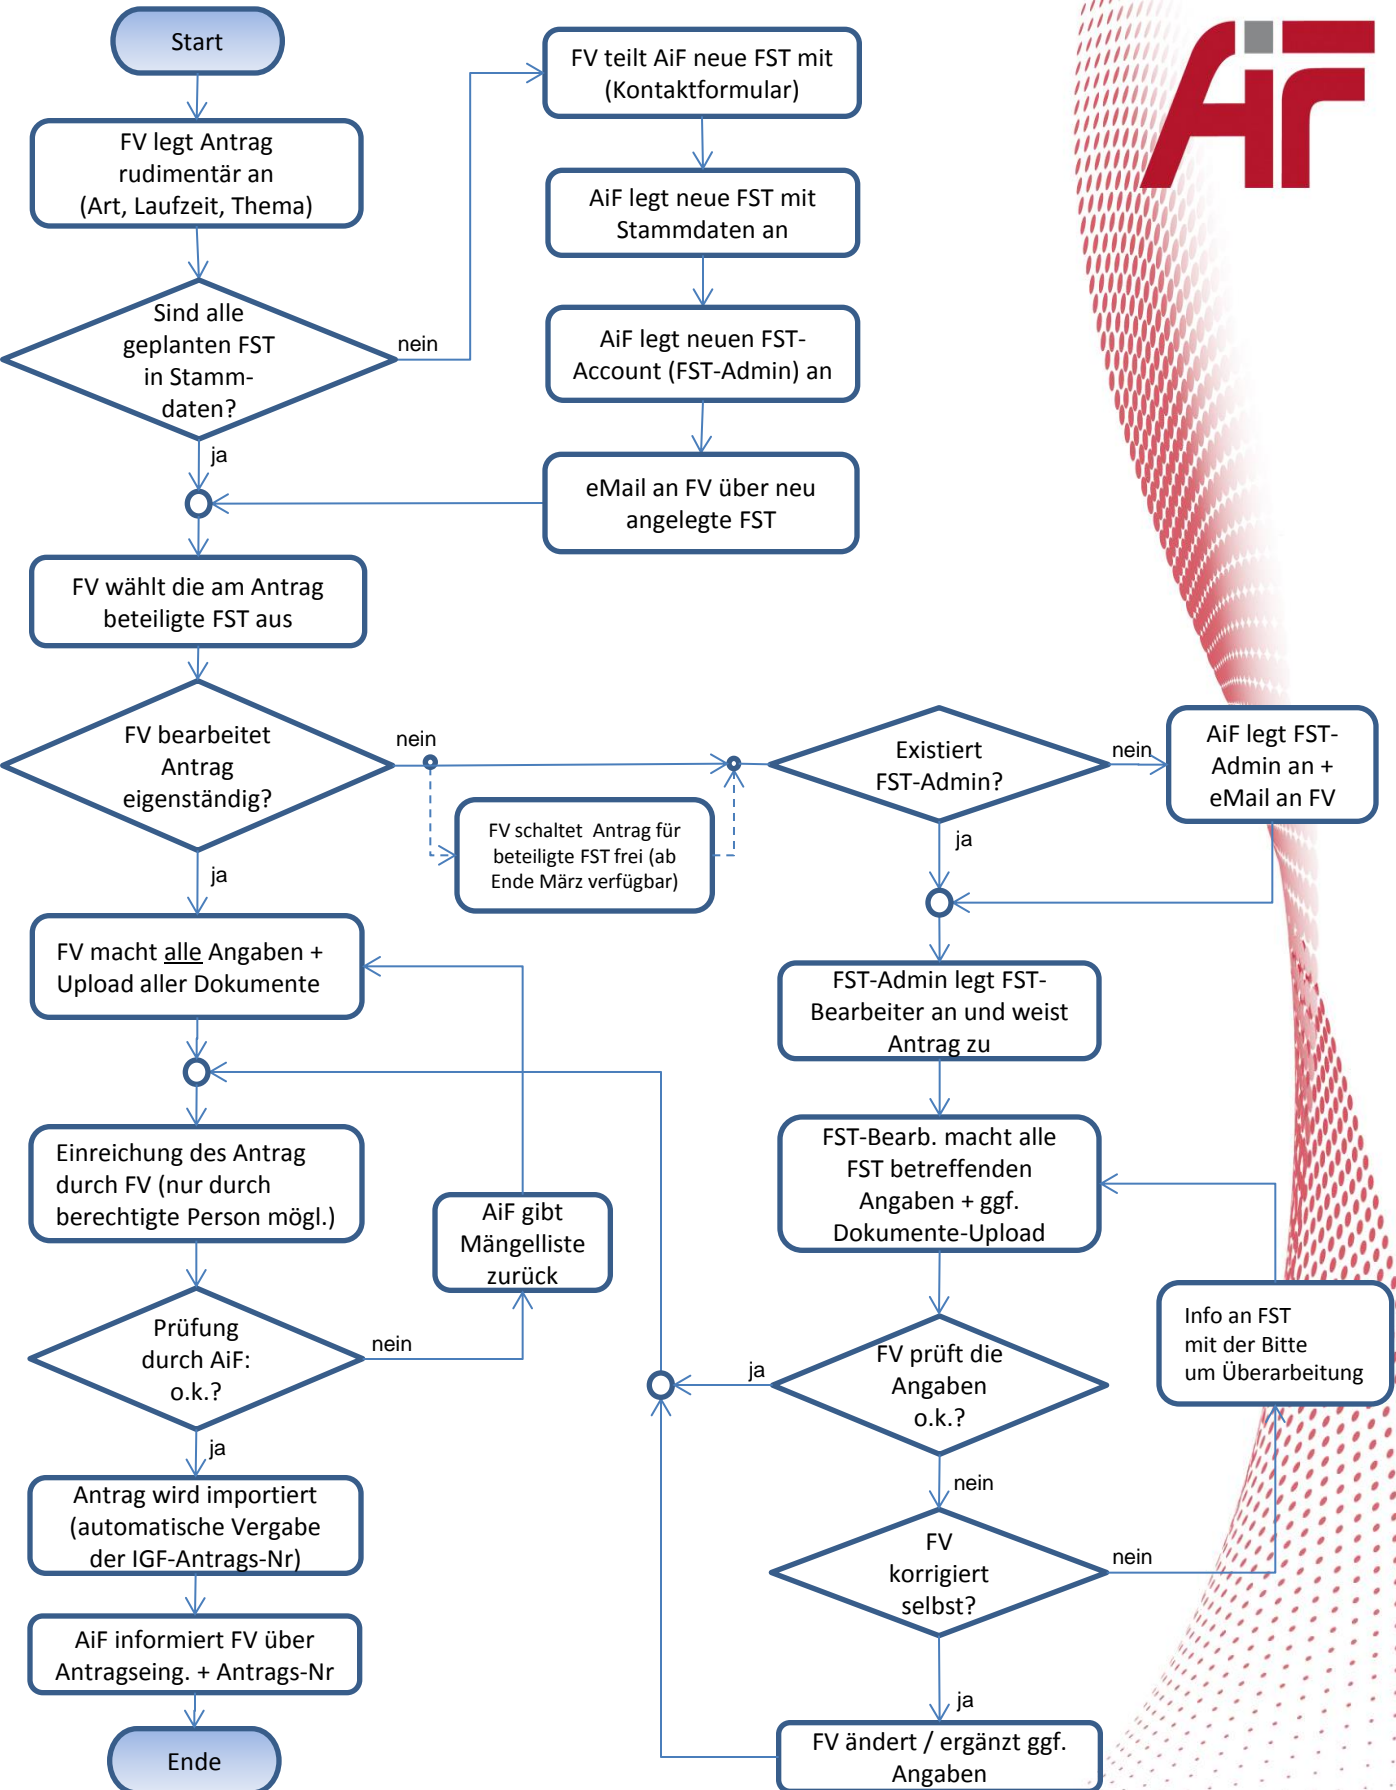 Start
FV legt Antrag
rudimentär an
(Art, Laufzeit, Thema)
Sind alle
geplanten FST
in Stamm-
daten?
nein
ja
FV teilt AiF neue FST mit
(Kontaktformular)
AiF legt neue FST mit
Stammdaten an
AiF legt neuen FST-
Account (FST-Admin) an
eMail an FV über neu
angelegte FST
AiF
FV wählt die am Antrag
beteiligte FST aus
FV bearbeitet
Antrag
eigenständig?
nein
ja
FV schaltet Antrag für
beteiligte FST frei (ab
Ende März verfügbar)
Existiert
FST-Admin?
nein
ja
AiF legt FST-
Admin an +
eMail an FV
FV macht alle Angaben +
Upload aller Dokumente
FST-Admin legt FST-
Bearbeiter an und weist
Antrag zu
Einreichung des Antrag
durch FV (nur durch
berechtigte Person mögl.)
AiF gibt
Mängelliste
zurück
FST-Bearb. macht alle
FST betreffenden
Angaben + ggf.
Dokumente-Upload
Prüfung
durch AiF:
o.k.?
nein
ja
FV prüft die
Angaben
o.k.?
ja
nein
Info an FST
mit der Bitte
um Überarbeitung
Antrag wird importiert
(automatische Vergabe
der IGF-Antrags-Nr)
FV
korrigiert
selbst?
nein
ja
AiF informiert FV über
Antragseing. + Antrags-Nr
FV ändert / ergänzt ggf.
Angaben
Ende